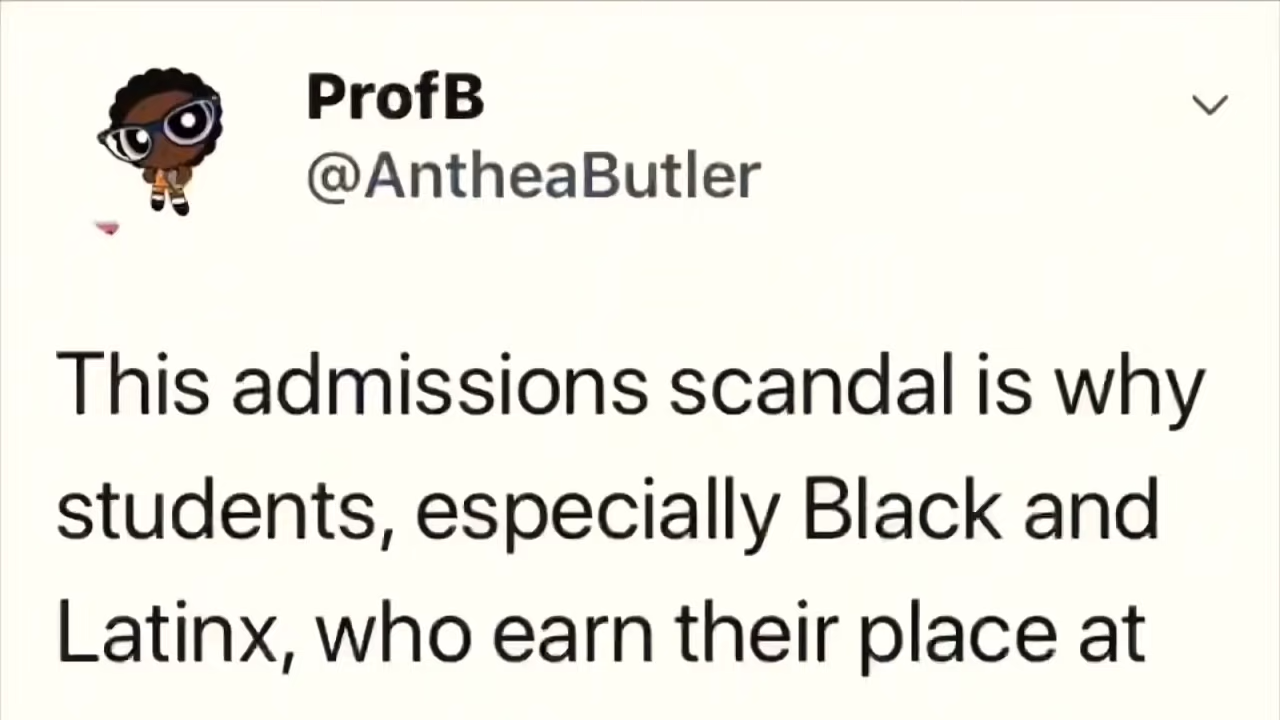 ProfB
@AntheaButler
This admissions scandal is why
students, especially Black and
Latinx, who earn their place at